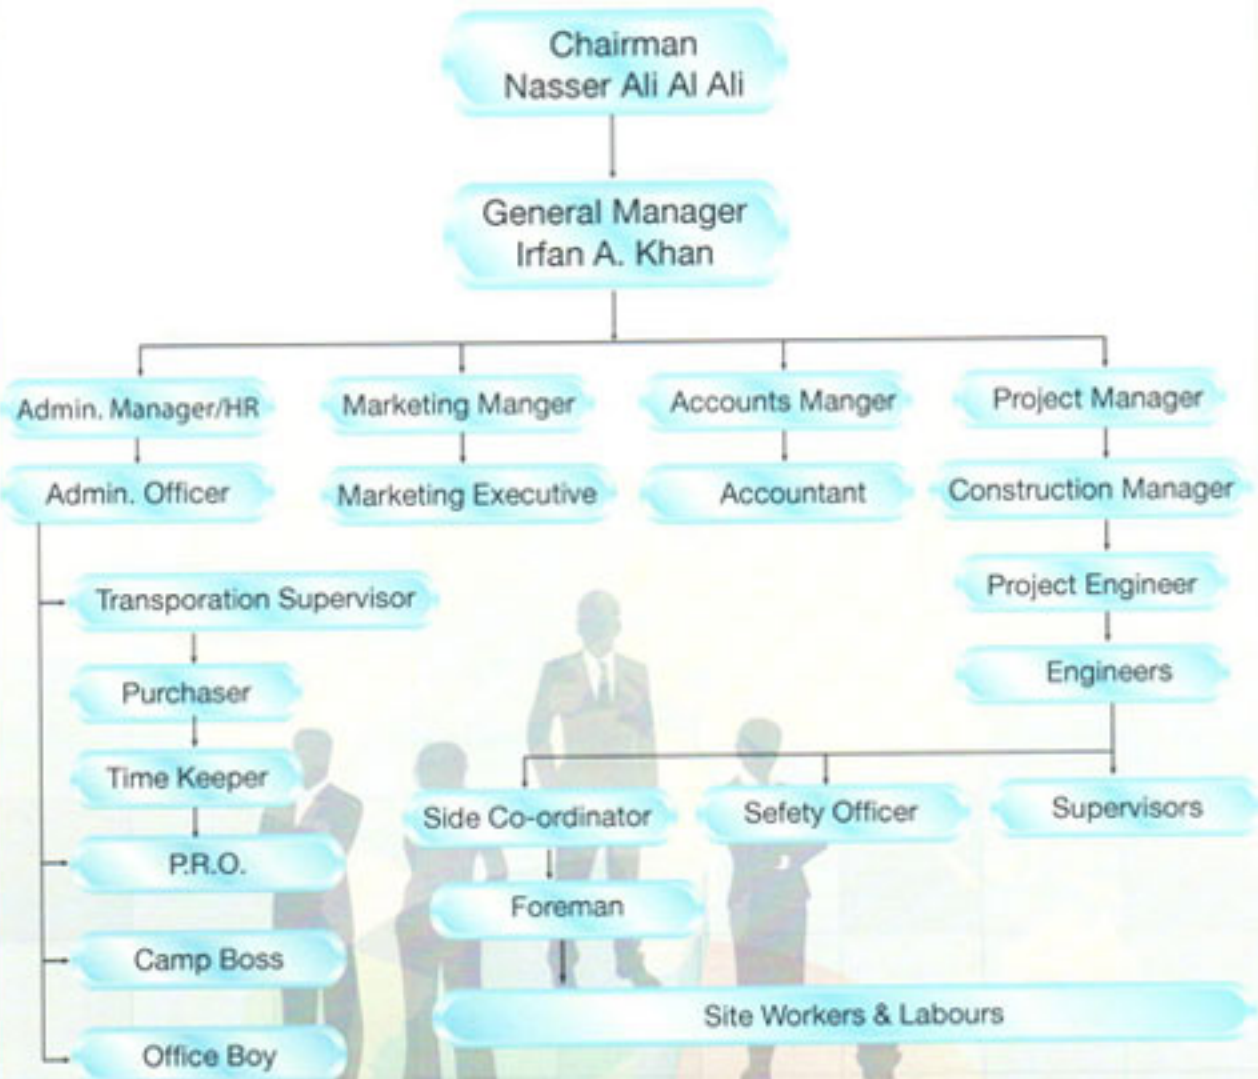 Chairman
Nasser Ali Al Ali
General Manager
Irfan A. Khan
Admin. Manager/HR
Marketing Manger
Accounts Manger
Project Manager
Admin. Officer
Marketing Executive
Accountant
Construction Manager
Transporation Supervisor
Project Engineer
Purchaser
Engineers
Time Keeper
Side Co-ordinator
Sefety Officer
Supervisors
P.R.O.
Foreman
Camp Boss
Site Workers & Labours
Office Boy